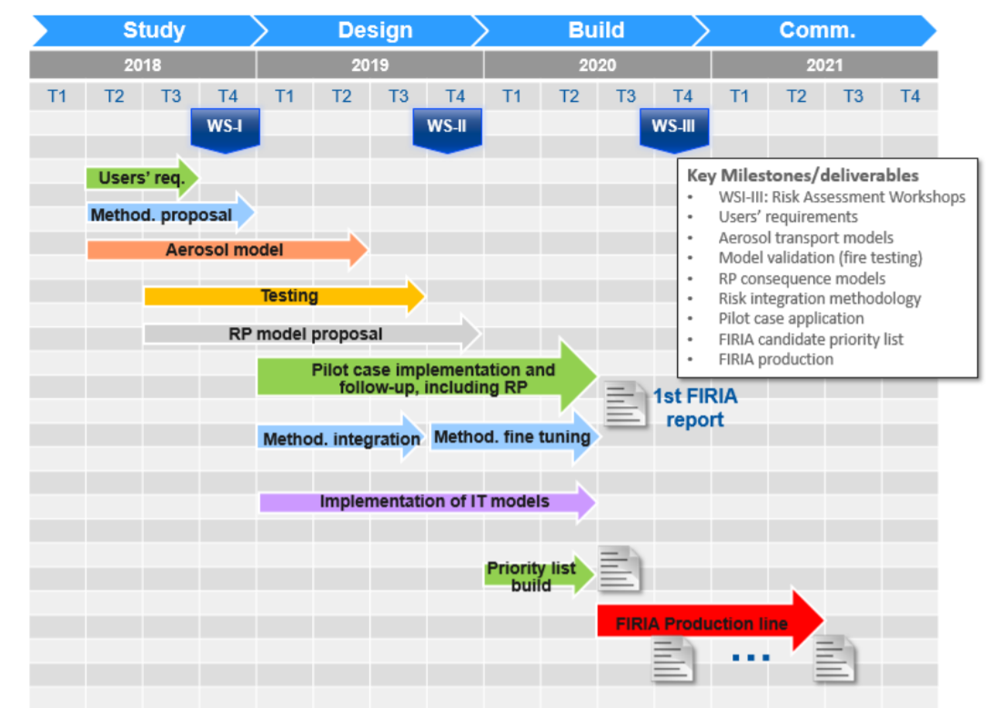 Study Design Build Comm.
2018 2019 2020 2021
T1 T2 T3 T4 T1 T2 T3 T4 T1 T2 T3 T4 T1 T2 T3 T4
WS-I WS-II WS-III
Users' req.
Method. proposal
Aerosol model
Testing
RP model proposal
Pilot case implementation and
follow-up, including RP
1st FIRIA
report
Method. integration Method. fine tuning
Implementation of IT models
Priority list
build
FIRIA Production line
...
Key Milestones/deliverables
• WSI-III: Risk Assessment Workshops
• Users' requirements
• Aerosol transport models
• Model validation (fire testing)
• RP consequence models
• Risk integration methodology
• Pilot case application
• FIRIA candidate priority list
• FIRIA production